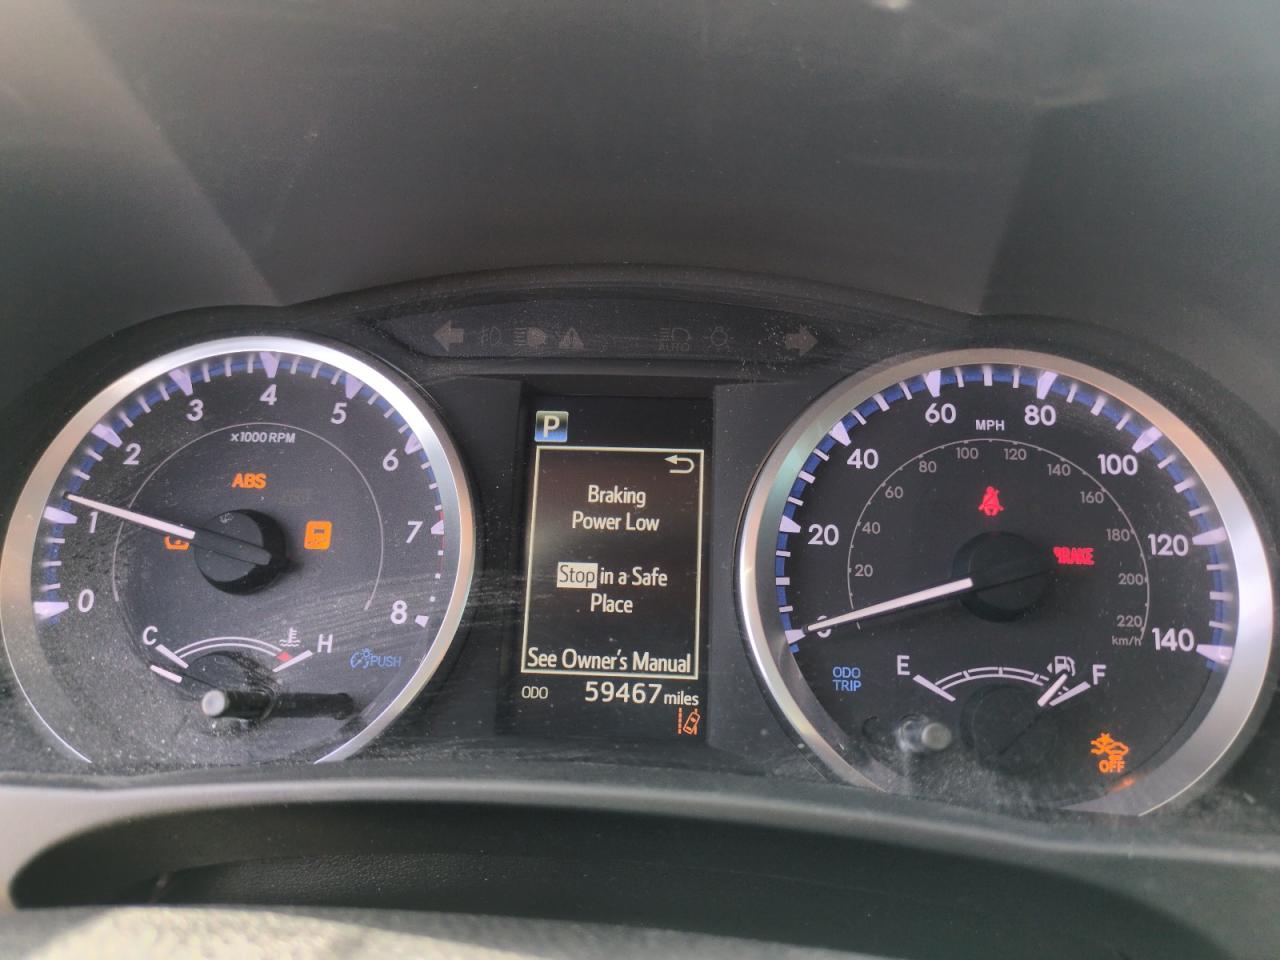 0
1
2
3
4
5
6
7
8
x1000 RPM
ABS
C
H
PUSH
AUTO
P
Braking
Power Low
Stop in a Safe
Place
See Owner's Manual
ODO 59467 miles
0
20
40
60
80
100
120
140
MPH
20
40
60
80
100
120
140
160
180
200
220
km/h
BRAKE
ODO
TRIP
E
F
OFF